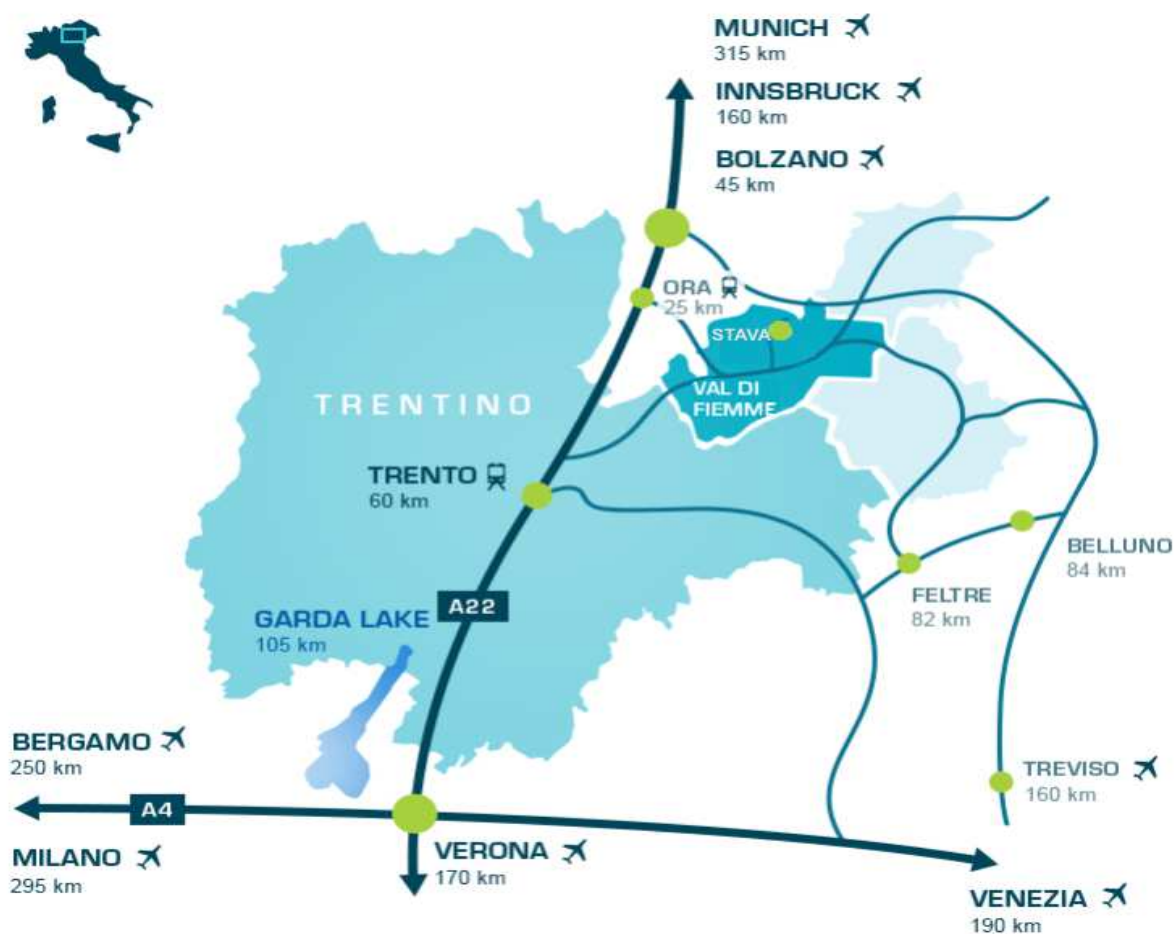 MUNICH
315 km
INNSBRUCK
160 km
BOLZANO
45 km
ORA
25 km
STAVA
VAL DI
FIEMME
TRENTINO
TRENTO
60 km
BELLUNO
84 km
FELTRE
82 km
A22
GARDA LAKE
105 km
BERGAMO
250 km
TREVISO
160 km
A4
MILANO
295 km
VERONA
170 km
VENEZIA
190 km